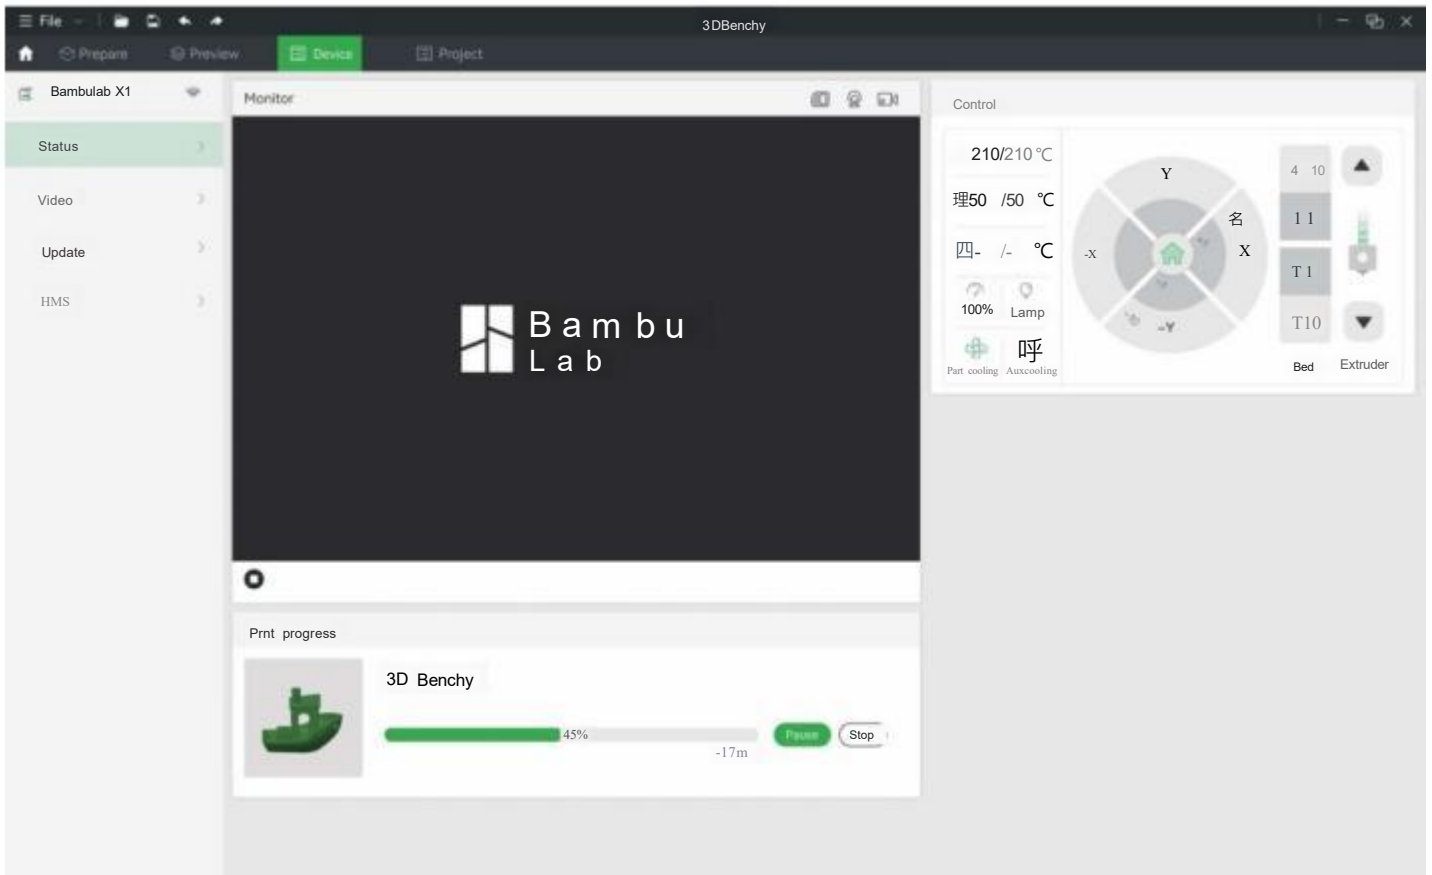 File
3DBenchy
Prepare
Preview
Device
Project
Bambulab X1
Status
Video
Update
HMS
Monitor
Bambu
Lab
Prnt progress
3D Benchy
45%
-17m
Pause
Stop
Control
210/210 ℃
理50 /50 ℃
四- /- ℃
100%
Lamp
呼
Part cooling
Auxcooling
Y
名
-X
X
-Y
4 10
1 1
T 1
T10
Bed
Extruder